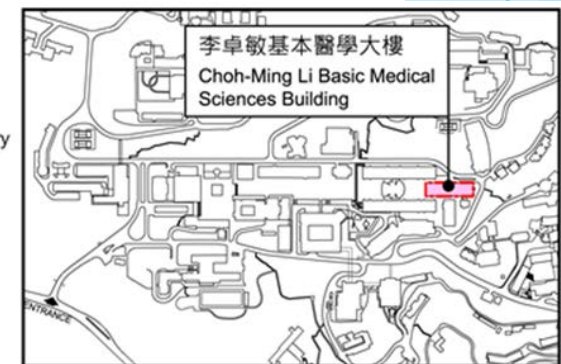 李卓敏基本醫學大樓
Choh-Ming Li Basic Medical
Sciences Building
y
ENTRANCE